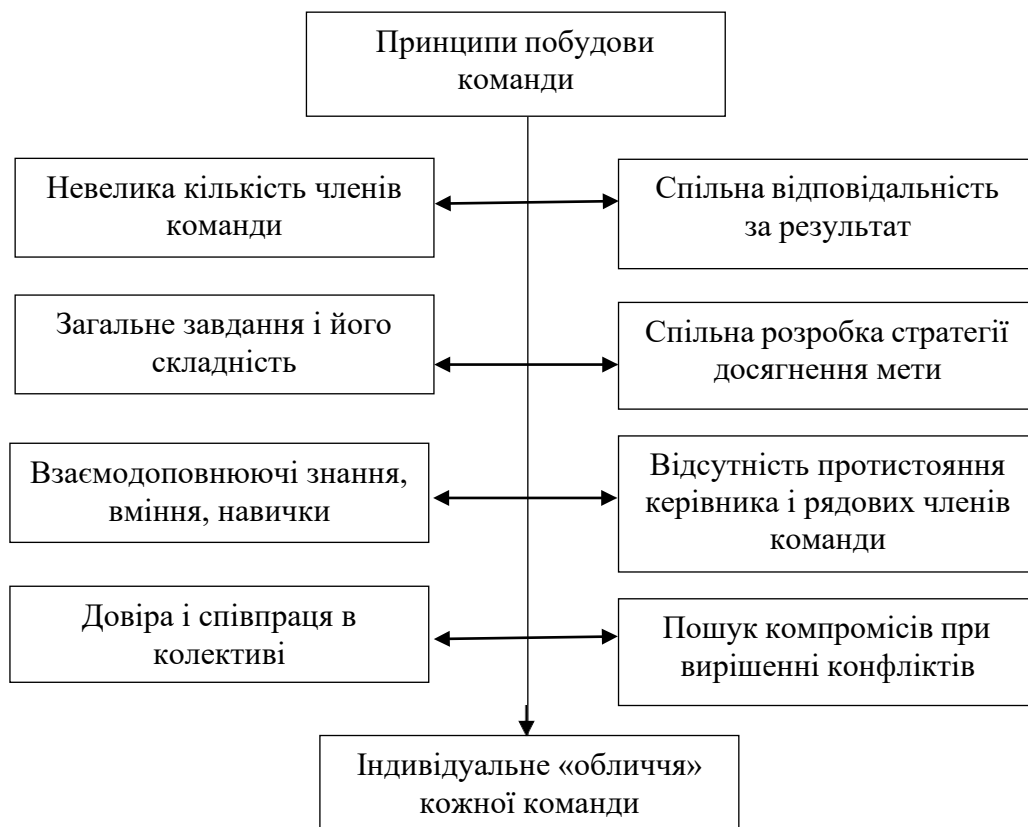 Принципи побудови
команди
Невелика кількість членів
команди
Спільна відповідальність
за результат
Загальне завдання і його
складність
Спільна розробка стратегії
досягнення мети
Взаємодоповнюючі знання,
вміння, навички
Відсутність протистояння
керівника і рядових членів
команди
Довіра і співпраця в
колективі
Пошук компромісів при
вирішенні конфліктів
Індивідуальне «обличчя»
кожної команди